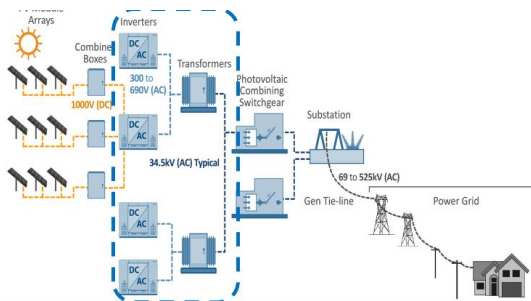 Arrays
Combine
Boxes
1000V (DC)
Inverters
DC
AC
300 to
690V (AC)
DC
AC
DC
AC
DC
AC
Transformers
34.5kV (AC) Typical
Photovoltaic
Combining
Switchgear
Substation
69 to 525kV (AC)
Gen Tie-line
Power Grid